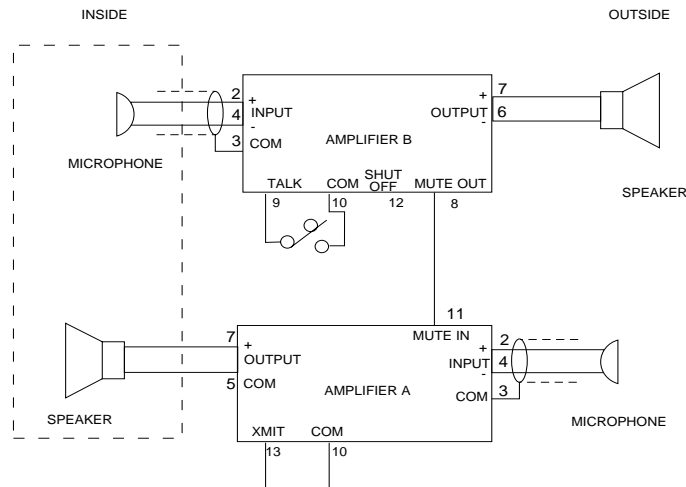 INSIDE
OUTSIDE
2
+
INPUT
4
-
3
COM
MICROPHONE
AMPLIFIER B
7
+
OUTPUT
6
-
SPEAKER
TALK
COM
SHUT
OFF
MUTE OUT
9
10
12
8
11
MUTE IN
7
+
OUTPUT
5
COM
SPEAKER
AMPLIFIER A
2
+
INPUT
4
-
COM
3
MICROPHONE
XMIT
COM
13
10